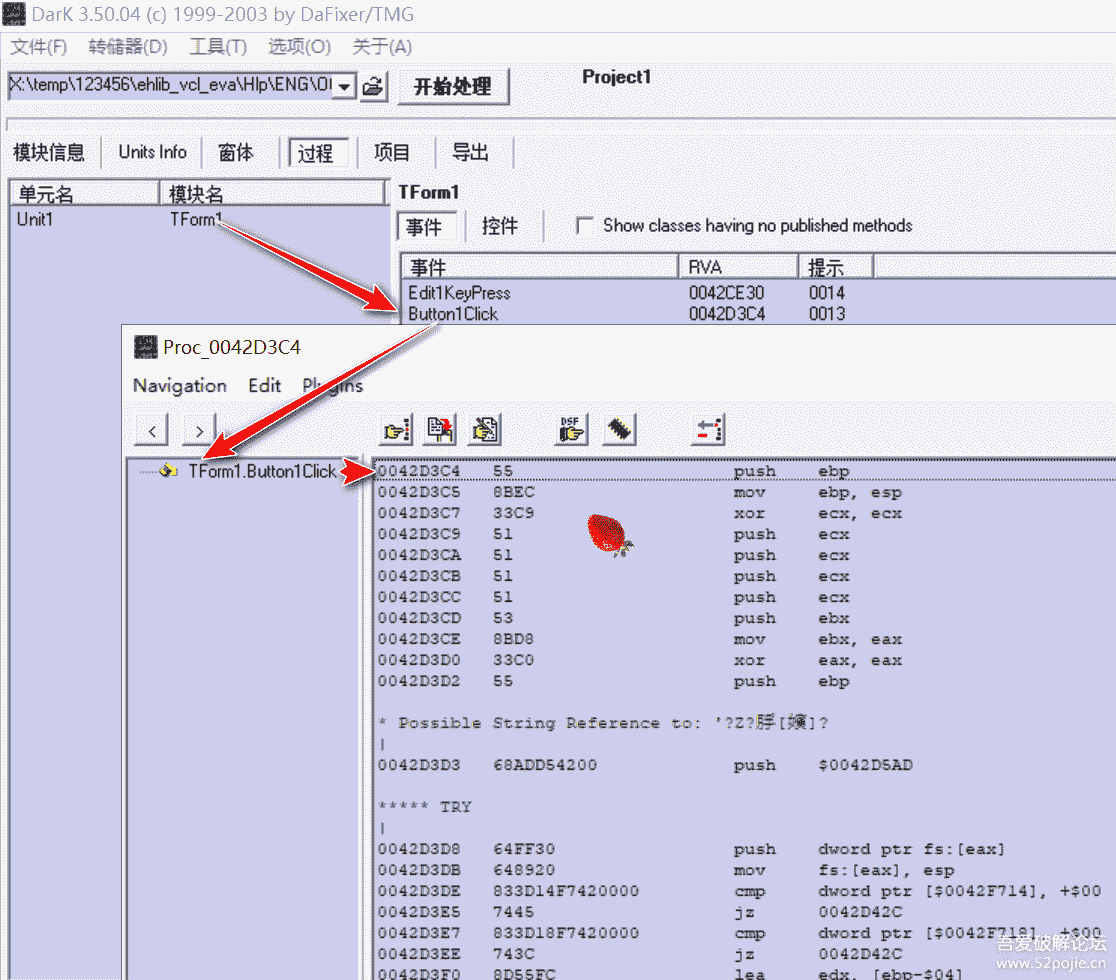 DarK 3.50.04 (c) 1999-2003 by DaFixer/TMG
文件(F) 转储器(D) 工具(T) 选项(O) 关于(A)
X:\temp\123456\ehlib_vcl_eva\Hlp\ENG\O 开始处理 Project1
模块信息 Units Info 窗体 过程 项目 导出
单元名 模块名 TForm1
Unit1 TForm1
事件 控件 Show classes having no published methods
事件 RVA 提示
Edit1KeyPress 0042CE30 0014
Button1Click 0042D3C4 0013
Proc_0042D3C4
Navigation Edit Plugins
< >
DSF
TForm1.Button1Click
0042D3C4 55 push ebp
0042D3C5 8BEC mov ebp, esp
0042D3C7 33C9 xor ecx, ecx
0042D3C9 51 push ecx
0042D3CA 51 push ecx
0042D3CB 51 push ecx
0042D3CC 51 push ecx
0042D3CD 53 push ebx
0042D3CE 8BD8 mov ebx, eax
0042D3D0 33C0 xor eax, eax
0042D3D2 55 push ebp
* Possible String Reference to: '?Z?脬[嬪]?
|
0042D3D3 68ADD54200 push $0042D5AD
***** TRY
|
0042D3D8 64FF30 push dword ptr fs:[eax]
0042D3DB 648920 mov fs:[eax], esp
0042D3DE 833D14F7420000 cmp dword ptr [$0042F714], +$00
0042D3E5 7445 jz 0042D42C
0042D3E7 833D18F7420000 cmp dword ptr [$0042F718], +$00
0042D3EE 743C jz 0042D42C
0042D3F0 8D55FC lea edx, [ebp-$04]
吾爱破解论坛
www.52pojie.cn